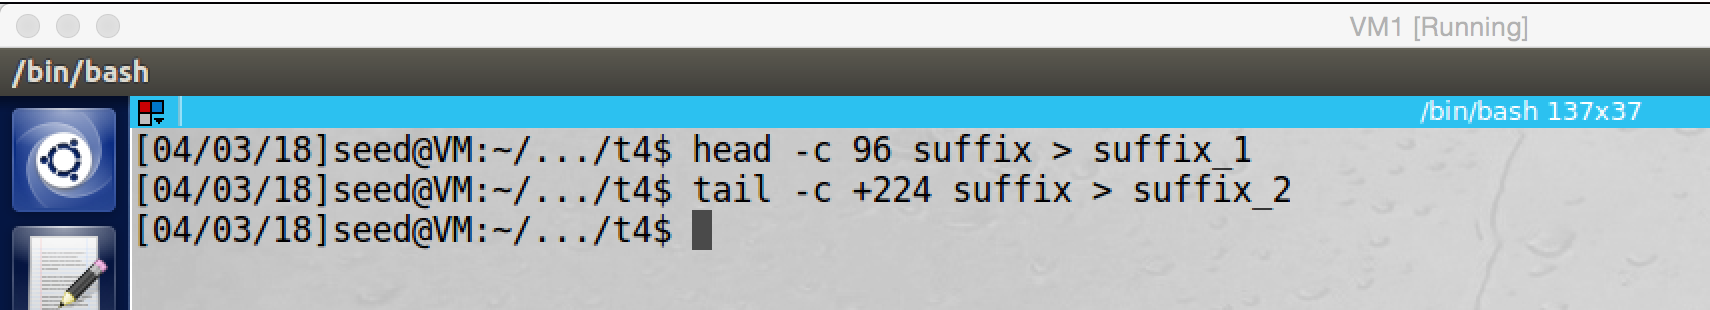 VM1 [Running]
/bin/bash
/bin/bash 137x37
[04/03/18]seed@VM:~/.../t4$ head -c 96 suffix > suffix_1
[04/03/18]seed@VM:~/.../t4$ tail -c +224 suffix > suffix_2
[04/03/18]seed@VM:~/.../t4$